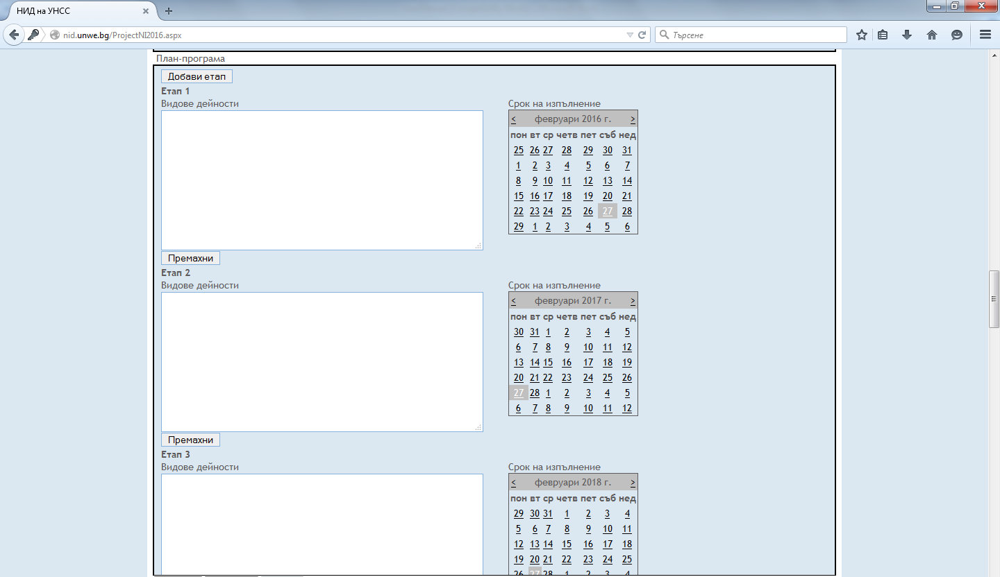 НИД на УНСС
nid.unwe.bg/ProjectNI2016.aspx
Търсене
План-програма
Добави етап
Етап 1
Видове дейности
Срок на изпълнение
< февруари 2016 г. >
пон вт ср четв пет съб нед
25 26 27 28 29 30 31
1 2 3 4 5 6 7
8 9 10 11 12 13 14
15 16 17 18 19 20 21
22 23 24 25 26 27 28
29 1 2 3 4 5 6
Премахни
Етап 2
Видове дейности
Срок на изпълнение
< февруари 2017 г. >
пон вт ср четв пет съб нед
30 31 1 2 3 4 5
6 7 8 9 10 11 12
13 14 15 16 17 18 19
20 21 22 23 24 25 26
27 28 1 2 3 4 5
6 7 8 9 10 11 12
Премахни
Етап 3
Видове дейности
Срок на изпълнение
< февруари 2018 г. >
пон вт ср четв пет съб нед
29 30 31 1 2 3 4
5 6 7 8 9 10 11
12 13 14 15 16 17 18
19 20 21 22 23 24 25
26 27 28 1 2 3 4